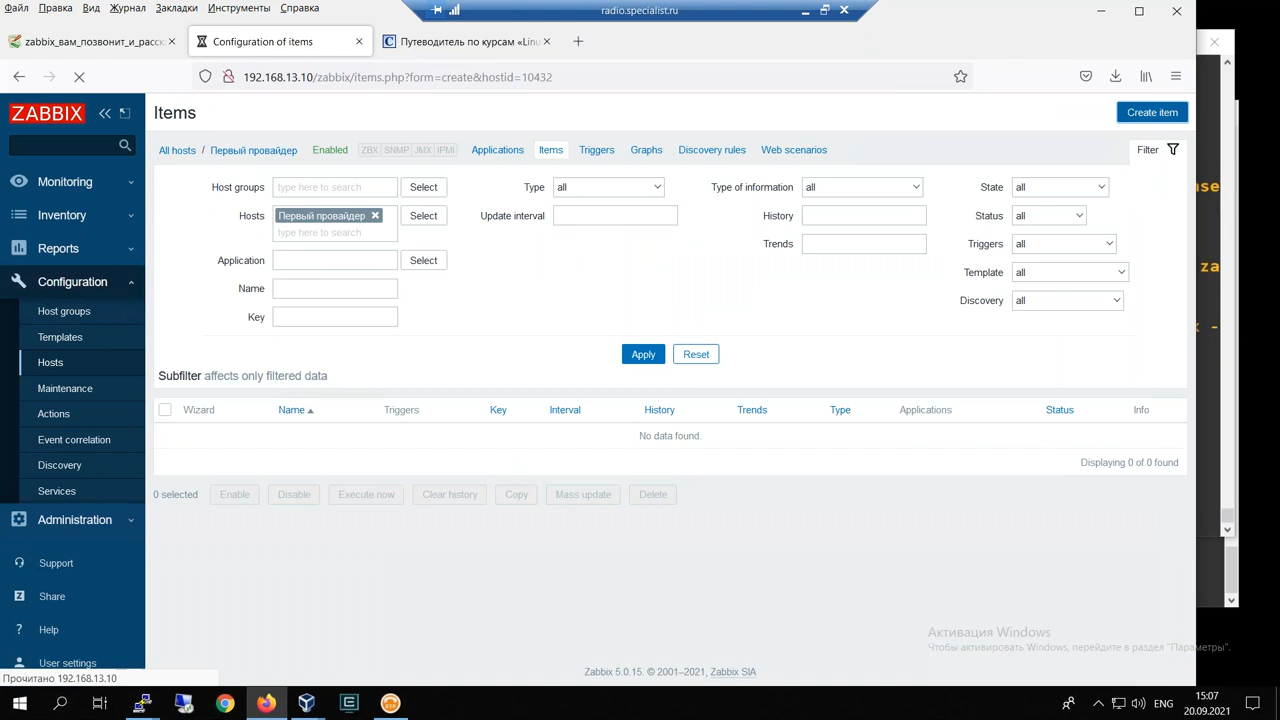 Файл Правка Вид Журнал Закладки Инструменты Справка
radio.specialist.ru
zabbix_вам_позвонит_и_расск
Configuration of items
Путеводитель по курсам «Linu
192.168.13.10/zabbix/items.php?form=create&hostid=10432
ZABBIX
Items
Create item
All hosts / Первый провайдер Enabled ZBX SNMP JMX IPMI Applications Items Triggers Graphs Discovery rules Web scenarios
Filter
Monitoring
Inventory
Reports
Configuration
Host groups
Templates
Hosts
Maintenance
Actions
Event correlation
Discovery
Services
Administration
Support
Share
Help
User settings
Host groups type here to search Select Type all Type of information all State all
Hosts Первый провайдер Select Update interval History Status all
type here to search
Trends Triggers all
Application Select
Template all
Name
Discovery all
Key
Apply Reset
Subfilter affects only filtered data
Wizard Name Triggers Key Interval History Trends Type Applications Status Info
No data found.
Displaying 0 of 0 found
0 selected Enable Disable Execute now Clear history Copy Mass update Delete
Активация Windows
Чтобы активировать Windows, перейдите в раздел "Параметры".
Zabbix 5.0.15. © 2001–2021, Zabbix SIA
Прочитано 192.168.13.10
za
ENG
15:07
20.09.2021